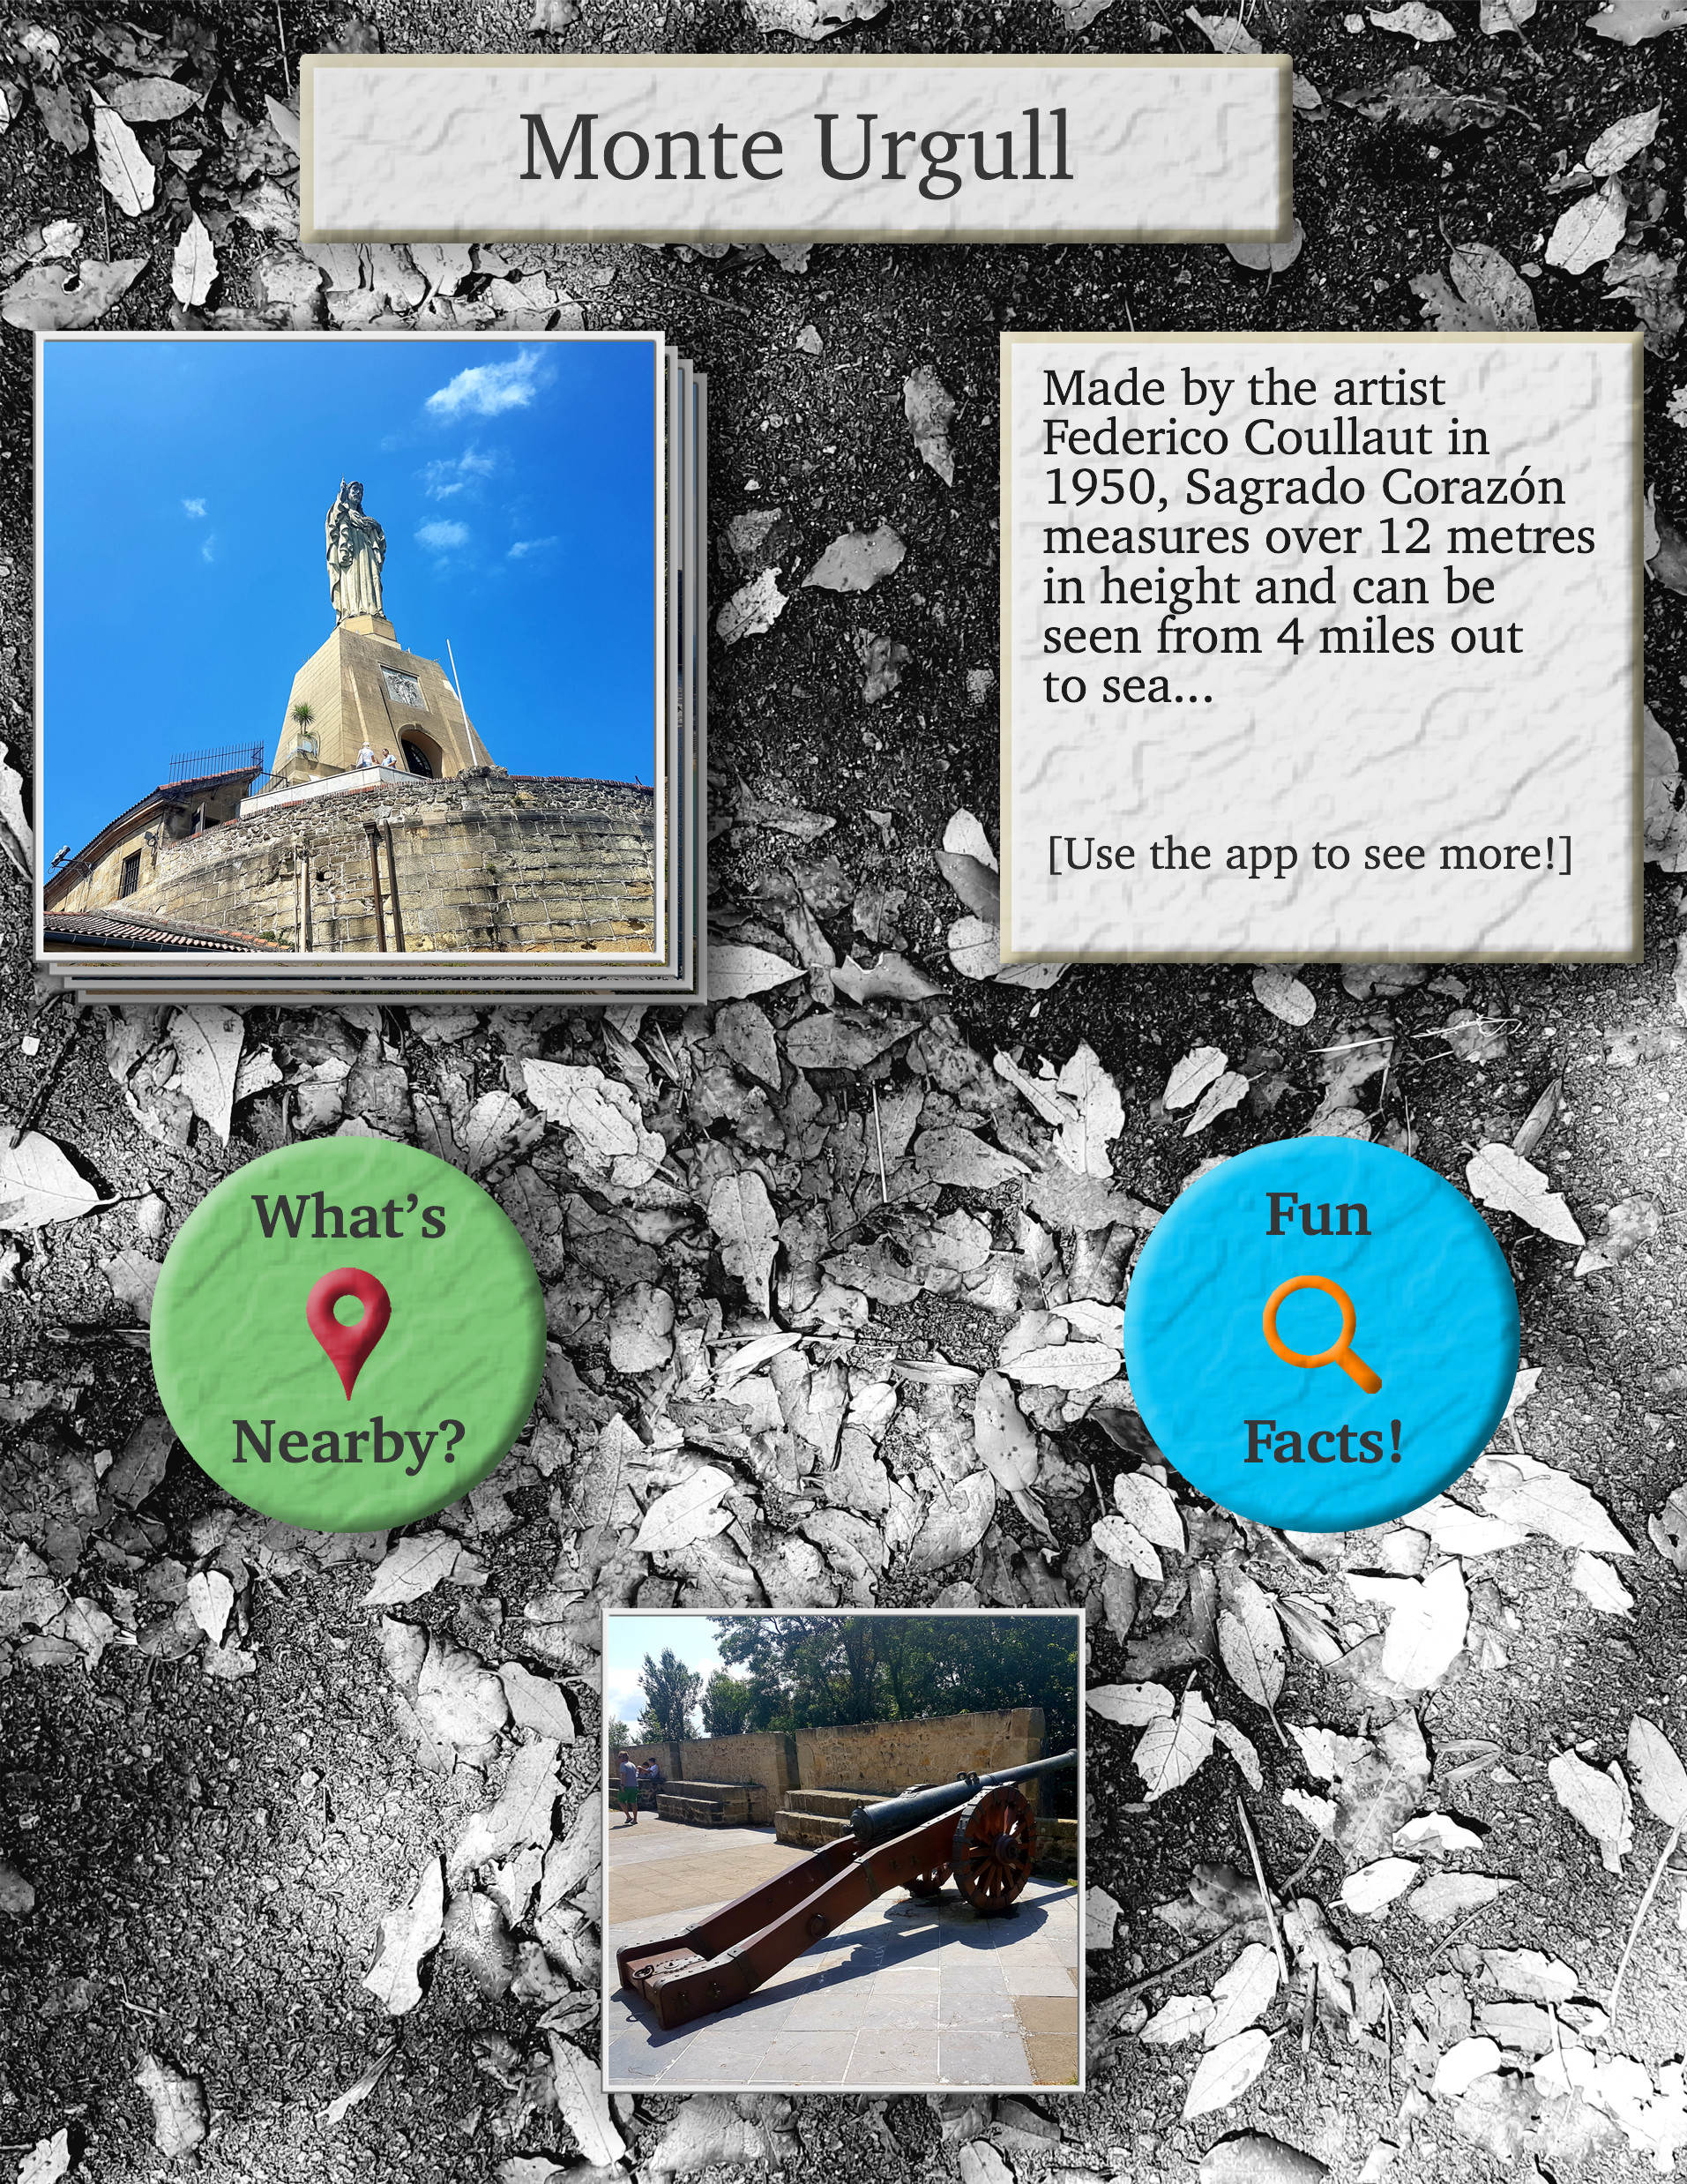 Monte Urgull
Made by the artist
Federico Coullaut in
1950, Sagrado Corazón
measures over 12 metres
in height and can be
seen from 4 miles out
to sea...
[Use the app to see more!]
What’s
Nearby?
Fun
Facts!